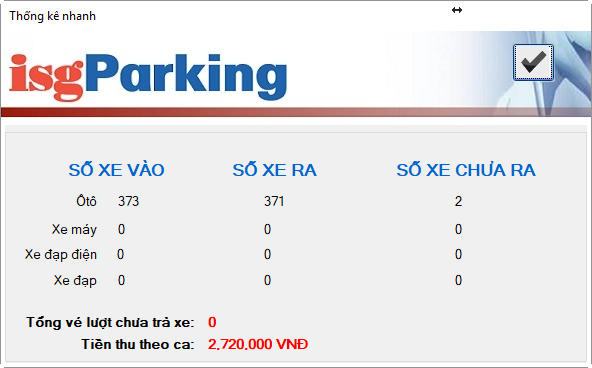 Thống kê nhanh
isgParking
SỐ XE VÀO SỐ XE RA SỐ XE CHƯA RA
Ôtô 373 371 2
Xe máy 0 0 0
Xe đạp điện 0 0 0
Xe đạp 0 0 0
Tổng vé lượt chưa trả xe: 0
Tiền thu theo ca: 2,720,000 VNĐ